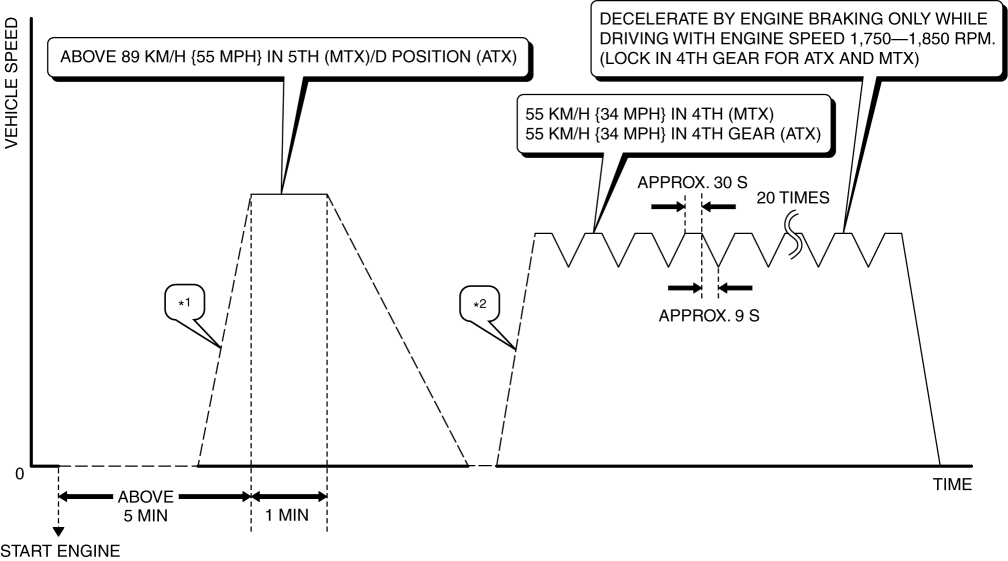 VEHICLE SPEED
ABOVE 89 KM/H {55 MPH} IN 5TH (MTX)/D POSITION (ATX)
DECELERATE BY ENGINE BRAKING ONLY WHILE
DRIVING WITH ENGINE SPEED 1,750—1,850 RPM.
(LOCK IN 4TH GEAR FOR ATX AND MTX)
55 KM/H {34 MPH} IN 4TH (MTX)
55 KM/H {34 MPH} IN 4TH GEAR (ATX)
APPROX. 30 S
20 TIMES
*1
*2
APPROX. 9 S
0
TIME
ABOVE
5 MIN
1 MIN
START ENGINE